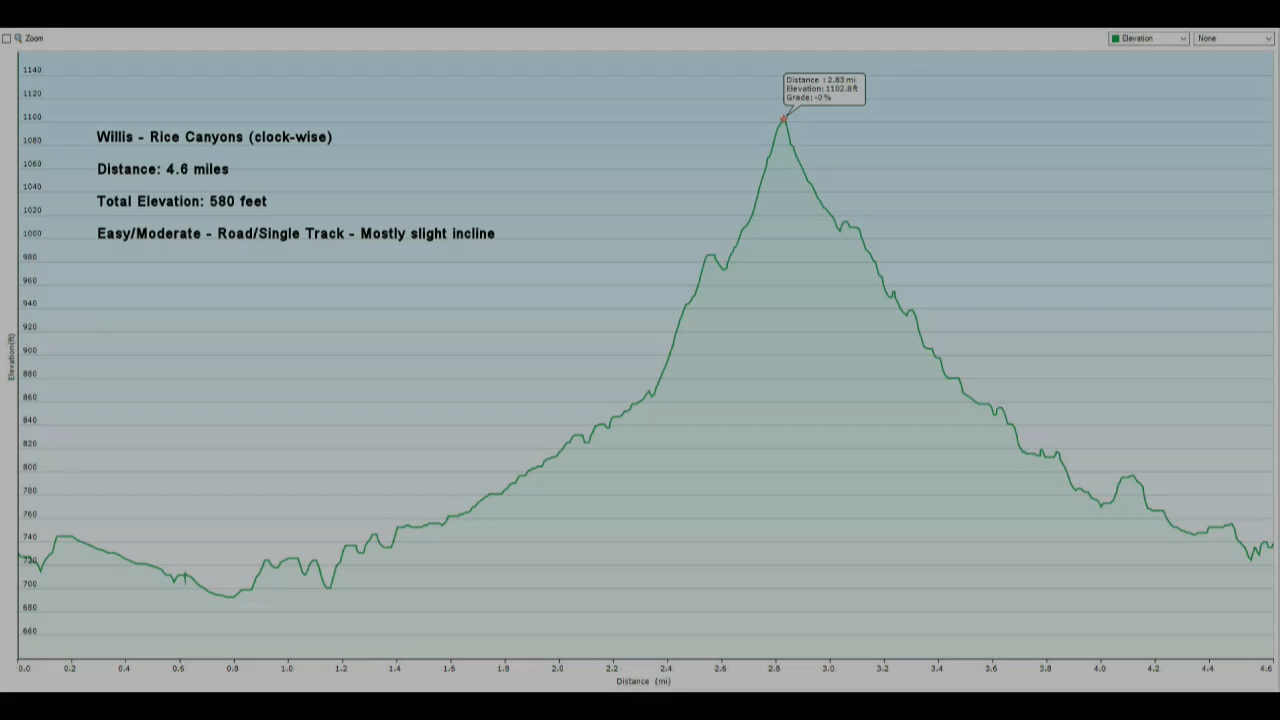 Zoom
Elevation
None
1140
1120
1100
1080
1060
1040
1020
1000
980
960
940
920
900
880
860
840
820
800
780
760
740
720
700
680
660
Elevation(ft)
Distance : 2.83 mi
Elevation: 1102.8ft
Grade: -0 %
Willis - Rice Canyons (clock-wise)
Distance: 4.6 miles
Total Elevation: 580 feet
Easy/Moderate - Road/Single Track - Mostly slight incline
0.0 0.2 0.4 0.6 0.8 1.0 1.2 1.4 1.6 1.8 2.0 2.2 2.4 2.6 2.8 3.0 3.2 3.4 3.6 3.8 4.0 4.2 4.4 4.6
Distance (mi)